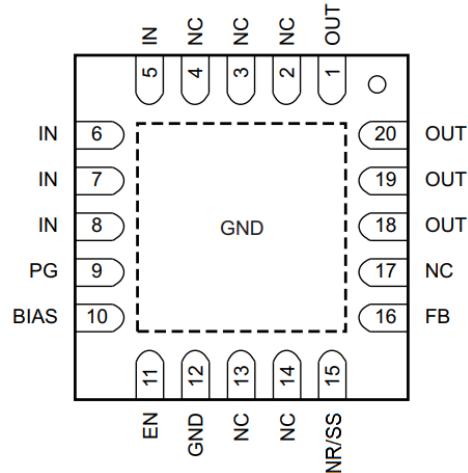 IN NC NC NC OUT
5 4 3 2 1
IN 6 20 OUT
IN 7 19 OUT
IN 8 18 OUT
GND
PG 9 17 NC
BIAS 10 16 FB
11 12 13 14 15
EN GND NC NC NR/SS